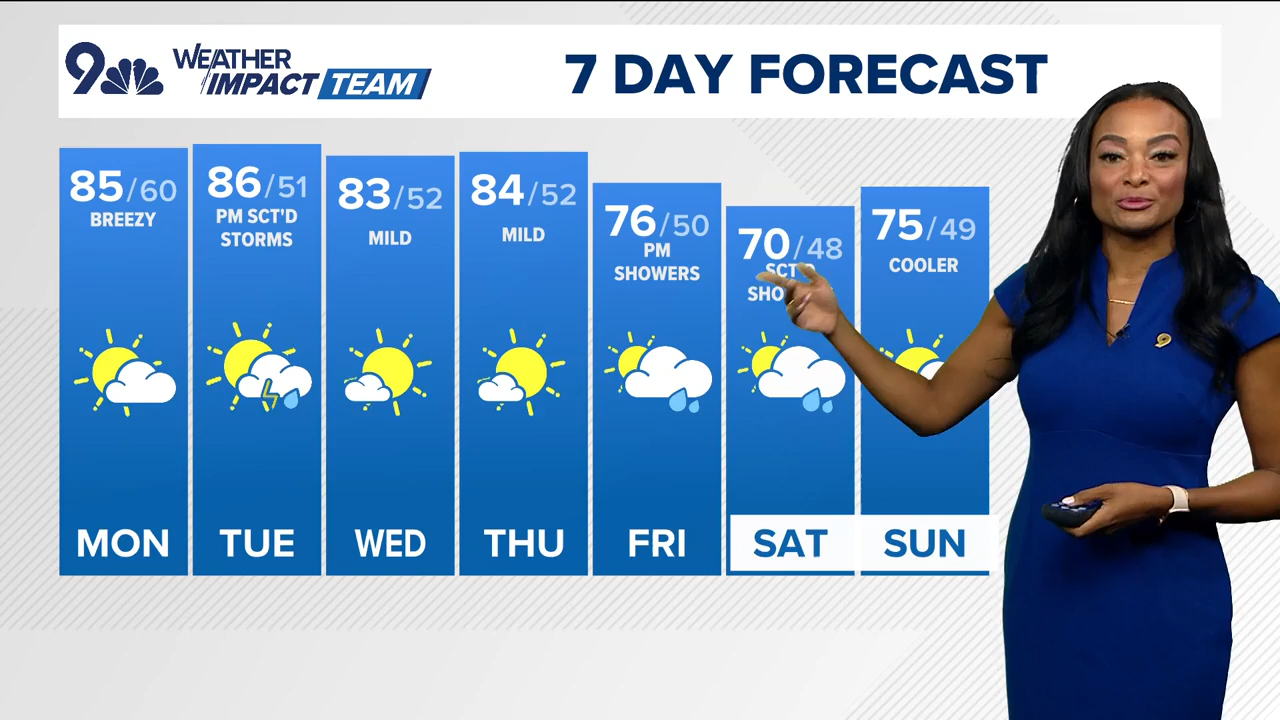 9 WEATHER IMPACT TEAM
7 DAY FORECAST
85/60
BREEZY
MON
86/51
PM SCT'D
STORMS
TUE
83/52
MILD
WED
84/52
MILD
THU
76/50
PM
SHOWERS
FRI
70/48
SAT
75/49
COOLER
SUN